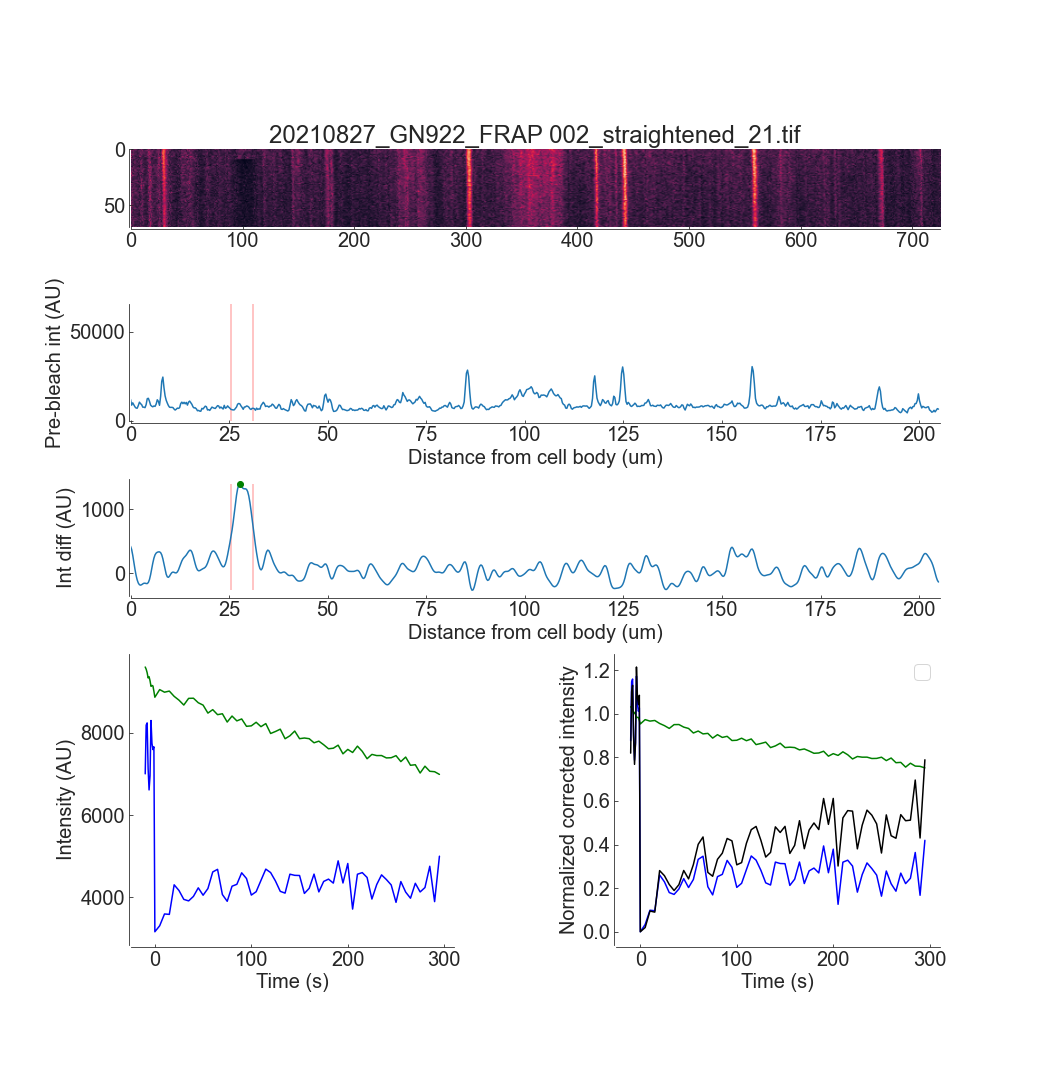 20210827_GN922_FRAP 002_straightened_21.tif
0
50
0 100 200 300 400 500 600 700
Pre-bleach int (AU)
50000
0
0 25 50 75 100 125 150 175 200
Distance from cell body (um)
Int diff (AU)
1000
0
0 25 50 75 100 125 150 175 200
Distance from cell body (um)
Intensity (AU)
8000
6000
4000
0 100 200 300
Time (s)
Normalized corrected intensity
1.2
1.0
0.8
0.6
0.4
0.2
0.0
0 100 200 300
Time (s)